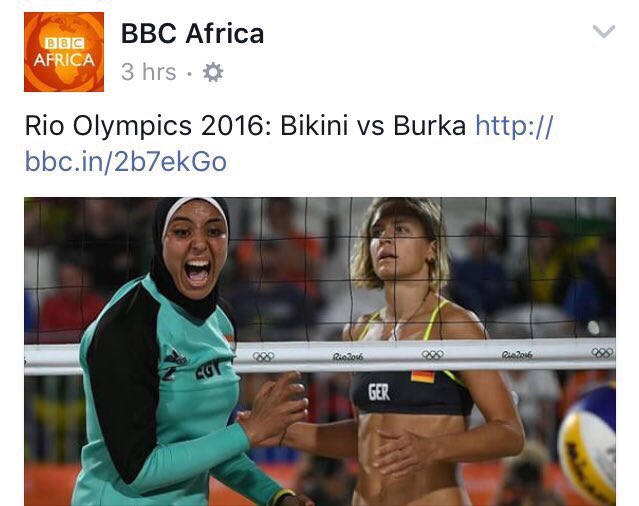 BBC Africa
BBC
AFRICA
3 hrs ·
Rio Olympics 2016: Bikini vs Burka http://
bbc.in/2b7ekGo
Rio2016
Rio2016
EGY
GER